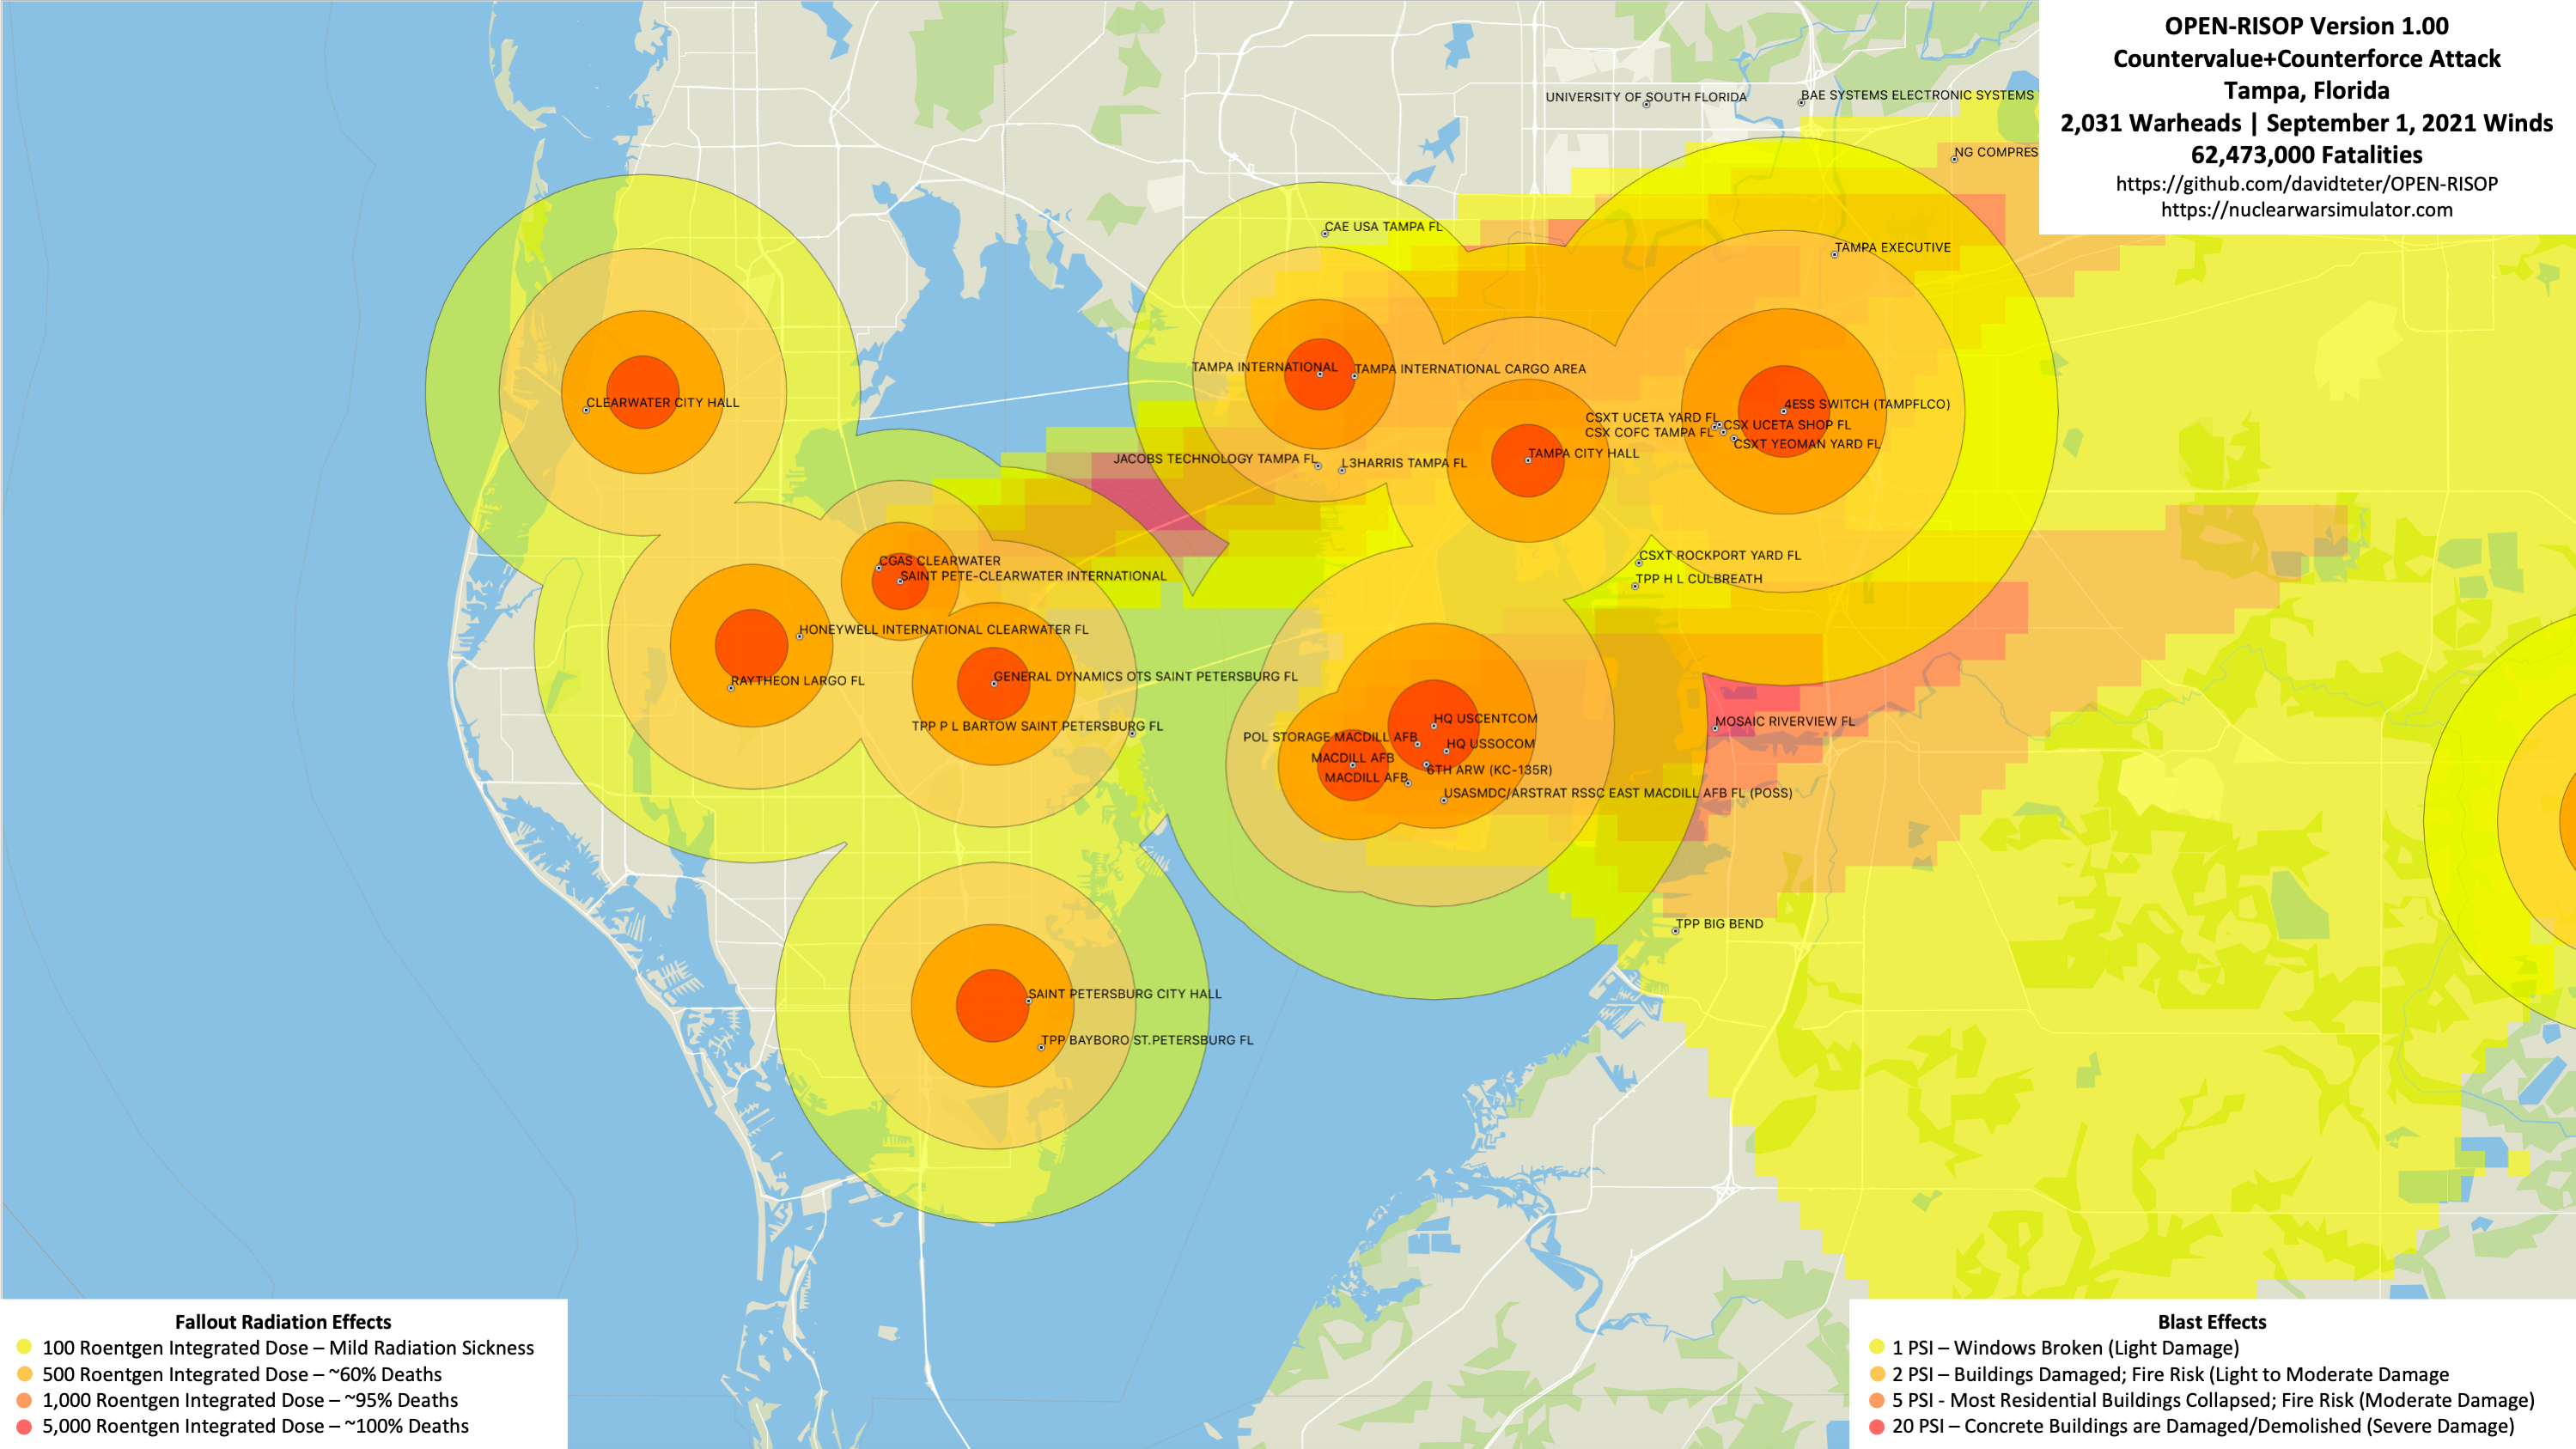 OPEN-RISOP Version 1.00
Countervalue+Counterforce Attack
Tampa, Florida
2,031 Warheads | September 1, 2021 Winds
62,473,000 Fatalities
https://github.com/davidteter/OPEN-RISOP
https://nuclearwarsimulator.com
UNIVERSITY OF SOUTH FLORIDA
BAE SYSTEMS ELECTRONIC SYSTEMS
NG COMPRES
CAE USA TAMPA FL
TAMPA EXECUTIVE
TAMPA INTERNATIONAL
TAMPA INTERNATIONAL CARGO AREA
CLEARWATER CITY HALL
4ESS SWITCH (TAMPFLCO)
CSXT UCETA YARD FL
CSX UCETA SHOP FL
CSX COFC TAMPA FL
CSXT YEOMAN YARD FL
TAMPA CITY HALL
JACOBS TECHNOLOGY TAMPA FL
L3HARRIS TAMPA FL
CSXT ROCKPORT YARD FL
CGAS CLEARWATER
SAINT PETE-CLEARWATER INTERNATIONAL
TPP H L CULBREATH
HONEYWELL INTERNATIONAL CLEARWATER FL
RAYTHEON LARGO FL
GENERAL DYNAMICS OTS SAINT PETERSBURG FL
TPP P L BARTOW SAINT PETERSBURG FL
HQ USCENTCOM
MOSAIC RIVERVIEW FL
POL STORAGE MACDILL AFB
HQ USSOCOM
MACDILL AFB
6TH ARW (KC-135R)
MACDILL AFB
USASMDC/ARSTRAT RSSC EAST MACDILL AFB FL (POSS)
TPP BIG BEND
SAINT PETERSBURG CITY HALL
TPP BAYBORO ST.PETERSBURG FL
Fallout Radiation Effects
100 Roentgen Integrated Dose – Mild Radiation Sickness
500 Roentgen Integrated Dose – ~60% Deaths
1,000 Roentgen Integrated Dose – ~95% Deaths
5,000 Roentgen Integrated Dose – ~100% Deaths
Blast Effects
1 PSI – Windows Broken (Light Damage)
2 PSI – Buildings Damaged; Fire Risk (Light to Moderate Damage
5 PSI - Most Residential Buildings Collapsed; Fire Risk (Moderate Damage)
20 PSI – Concrete Buildings are Damaged/Demolished (Severe Damage)